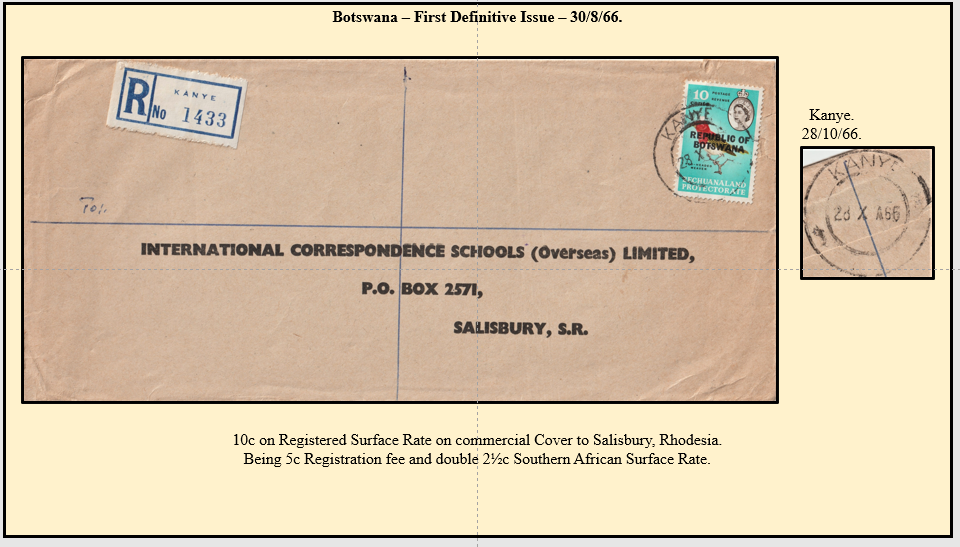 Botswana – First Definitive Issue – 30/8/66.
R
KANYE
No 1433
10
KANYE
28 X
REPUBLIC OF
BOTSWANA
BECHUANALAND
PROTECTORATE
Kanye.
28/10/66.
KANYE
28 X A66
To:.
INTERNATIONAL CORRESPONDENCE SCHOOLS (Overseas) LIMITED,
P.O. BOX 2571,
SALISBURY, S.R.
10c on Registered Surface Rate on commercial Cover to Salisbury, Rhodesia.
Being 5c Registration fee and double 2½c Southern African Surface Rate.